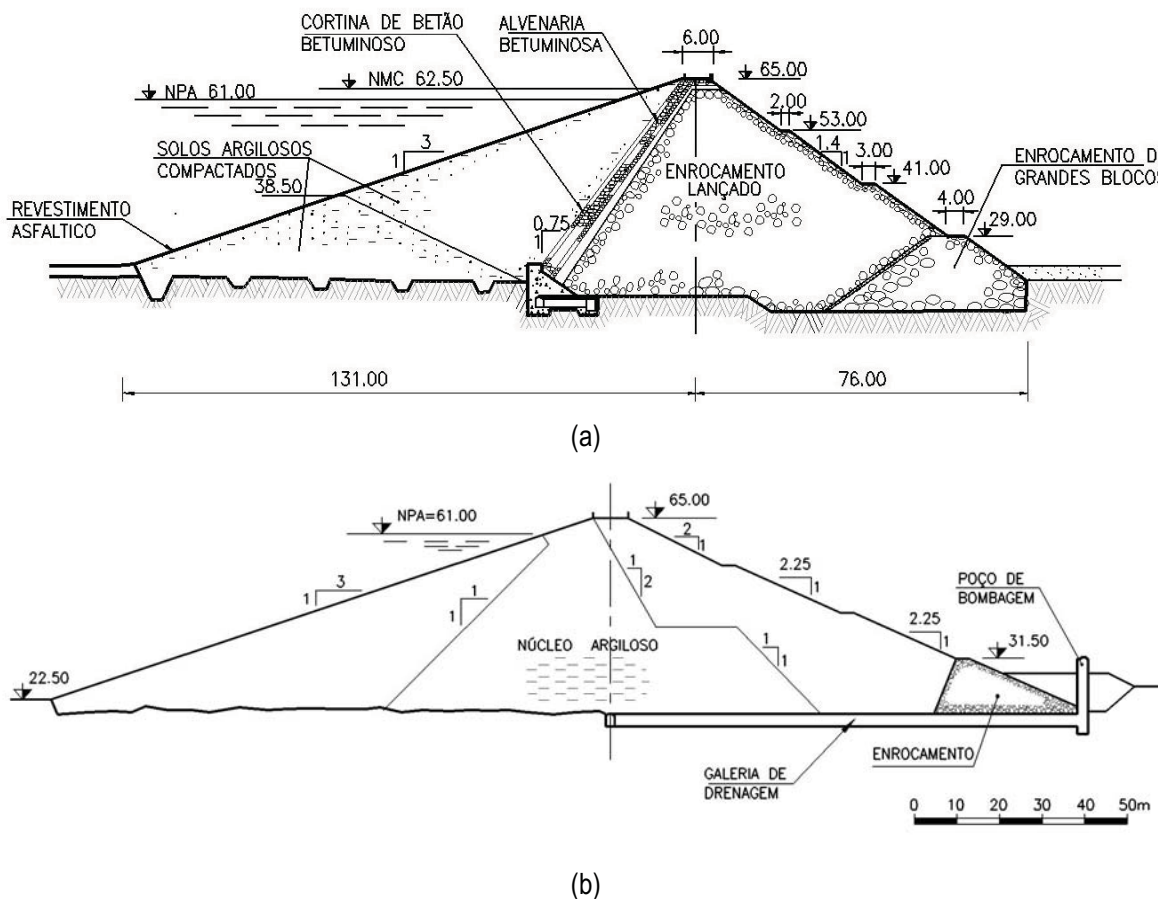 CORTINA DE BETÃO
BETUMINOSO
ALVENARIA
BETUMINOSA
6.00
65.00
NMC 62.50
NPA 61.00
2.00
53.00
SOLOS ARGILOSOS
COMPACTADOS
3
1
1.4
1
3.00
41.00
ENROCAMENTO
LANÇADO
ENROCAMENTO D
GRANDES BLOCOS
38.50
4.00
29.00
REVESTIMENTO
ASFALTICO
0.75
1
131.00
76.00
(a)
65.00
NPA=61.00
2
1
2.25
1
POÇO DE
BOMBAGEM
1
3
1
1
1
2
2.25
1
NÚCLEO ARGILOSO
1
1
31.50
22.50
ENROCAMENTO
GALERIA DE
DRENAGEM
0 10 20 30 40 50m
(b)